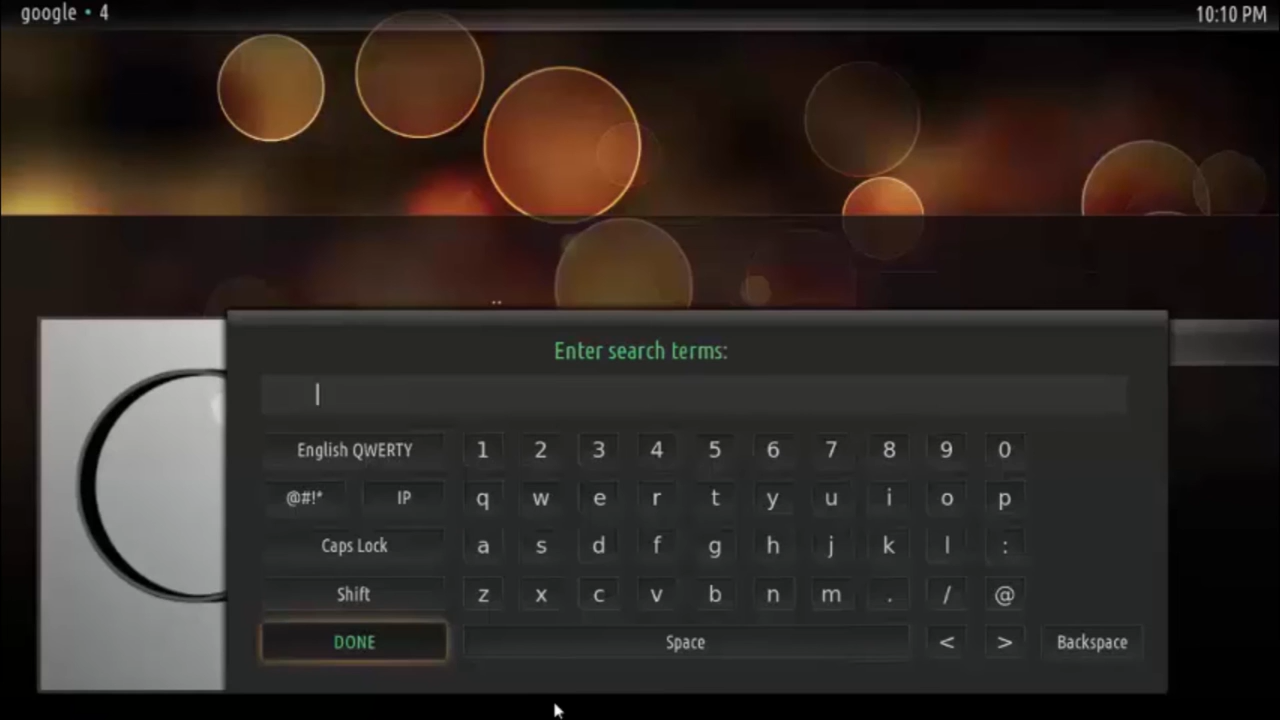 google • 4
10:10 PM
..
Enter search terms:
English QWERTY 1 2 3 4 5 6 7 8 9 0
@#!* IP q w e r t y u i o p
Caps Lock a s d f g h j k l :
Shift z x c v b n m . / @
DONE Space < > Backspace